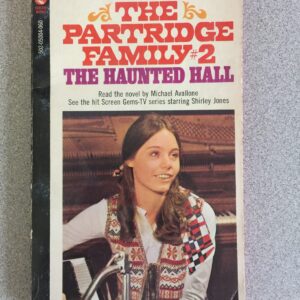 THE
PARTRIDGE
FAMILY #2
THE HAUNTED HALL
Read the novel by Michael Avallone
See the hit Screen Gems-TV series starring Shirley Jones